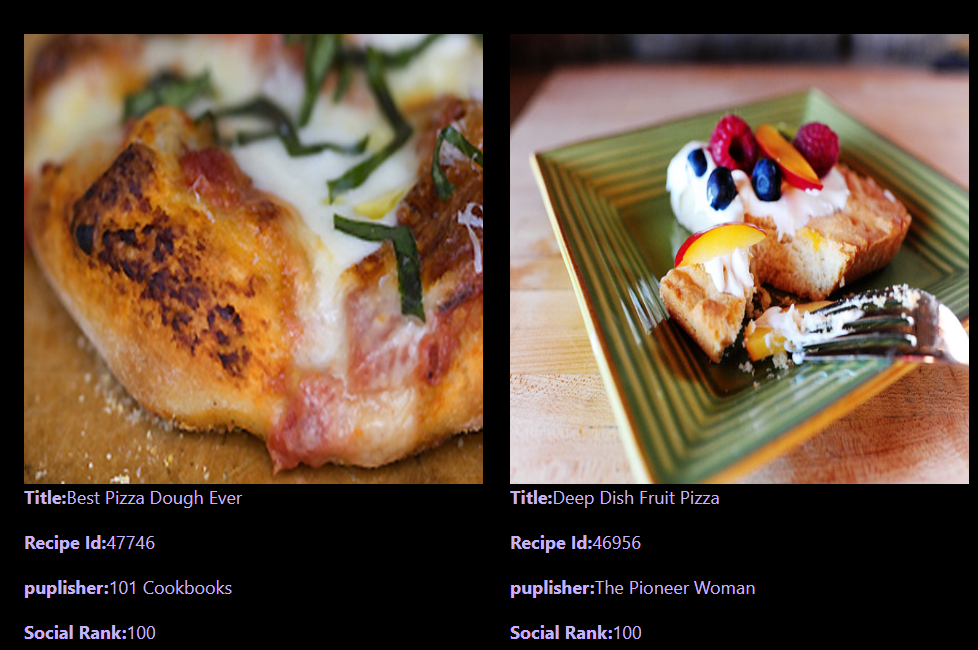 Title:Best Pizza Dough Ever
Recipe Id:47746
puplisher:101 Cookbooks
Social Rank:100
Title:Deep Dish Fruit Pizza
Recipe Id:46956
puplisher:The Pioneer Woman
Social Rank:100